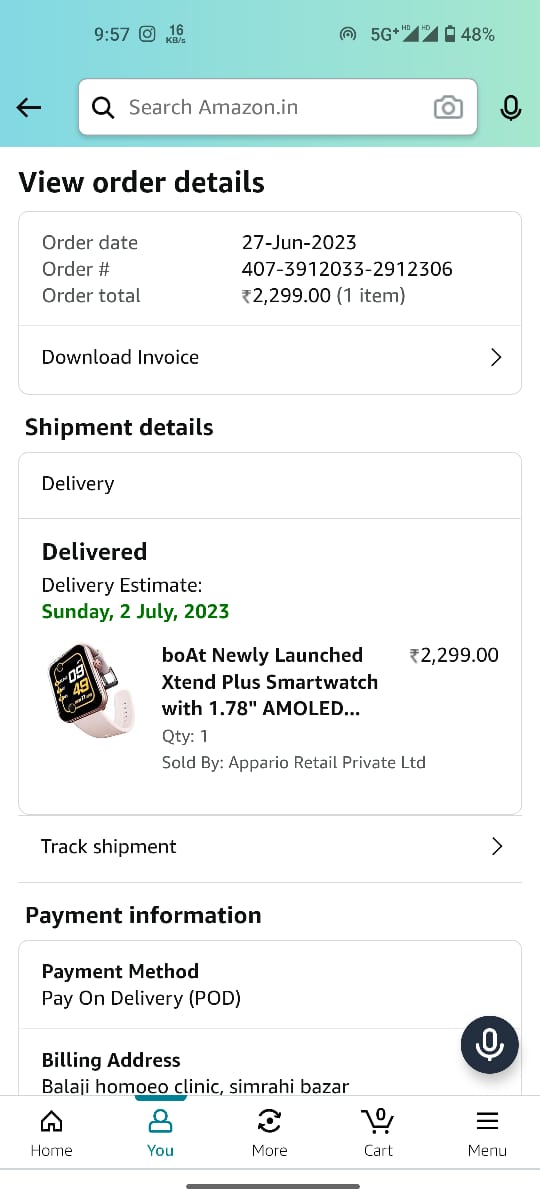 9:57 16 KB/s 5G+ HD HD 48%
Search Amazon.in
View order details
Order date 27-Jun-2023
Order # 407-3912033-2912306
Order total ₹2,299.00 (1 item)
Download Invoice
Shipment details
Delivery
Delivered
Delivery Estimate:
Sunday, 2 July, 2023
boAt Newly Launched ₹2,299.00
Xtend Plus Smartwatch
with 1.78" AMOLED...
Qty: 1
Sold By: Appario Retail Private Ltd
Track shipment
Payment information
Payment Method
Pay On Delivery (POD)
Billing Address
Balaji homoeo clinic, simrahi bazar
0
Home You More Cart Menu